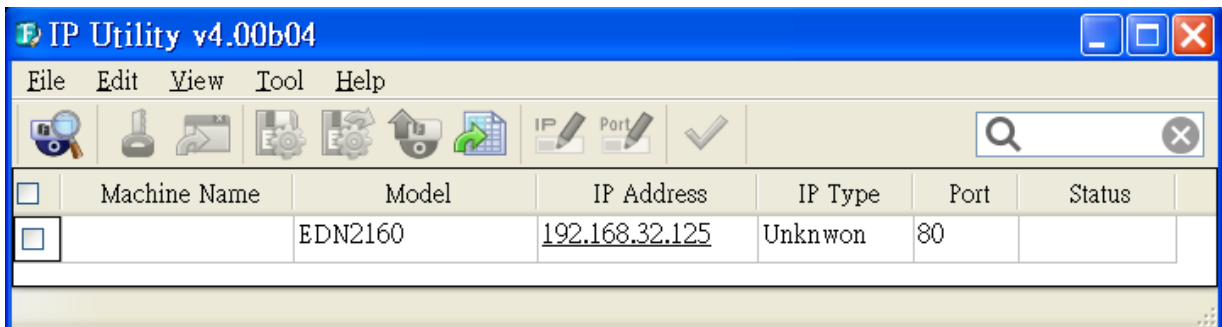 IP Utility v4.00b04
File Edit View Tool Help
IP Port
Machine Name Model IP Address IP Type Port Status
EDN2160 192.168.32.125 Unknwon 80